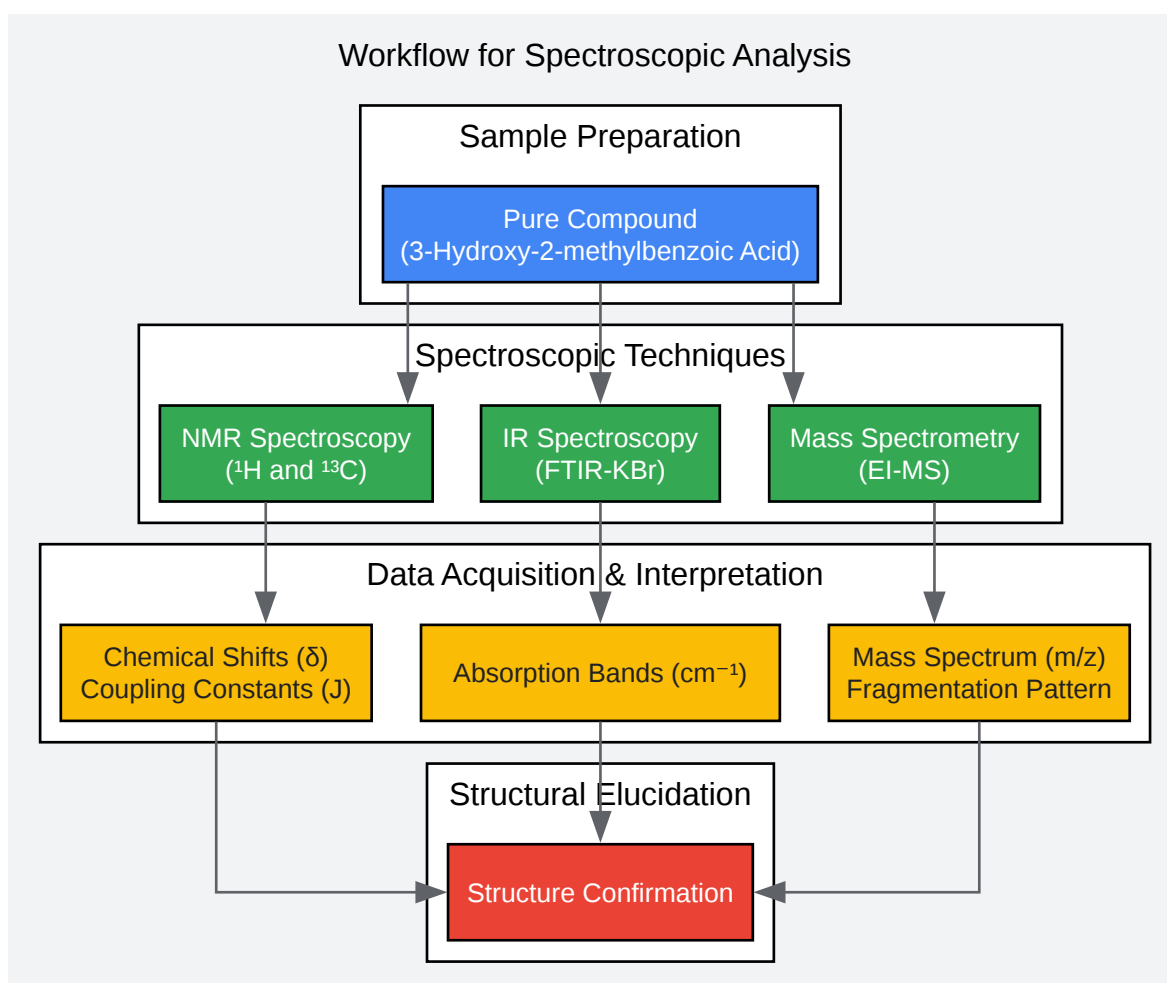 Workflow for Spectroscopic Analysis
Sample Preparation
Pure Compound
(3-Hydroxy-2-methylbenzoic Acid)
Spectroscopic Techniques
NMR Spectroscopy
(¹H and ¹³C)
IR Spectroscopy
(FTIR-KBr)
Mass Spectrometry
(EI-MS)
Data Acquisition & Interpretation
Chemical Shifts (δ)
Coupling Constants (J)
Absorption Bands (cm⁻¹)
Mass Spectrum (m/z)
Fragmentation Pattern
Structural Elucidation
Structure Confirmation